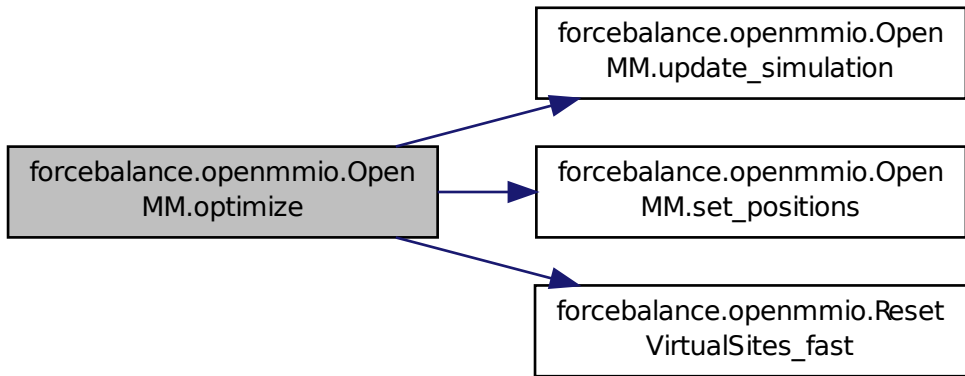 forcebalance.openmmio.Open
MM.update_simulation
forcebalance.openmmio.Open
MM.optimize
forcebalance.openmmio.Open
MM.set_positions
forcebalance.openmmio.Reset
VirtualSites_fast